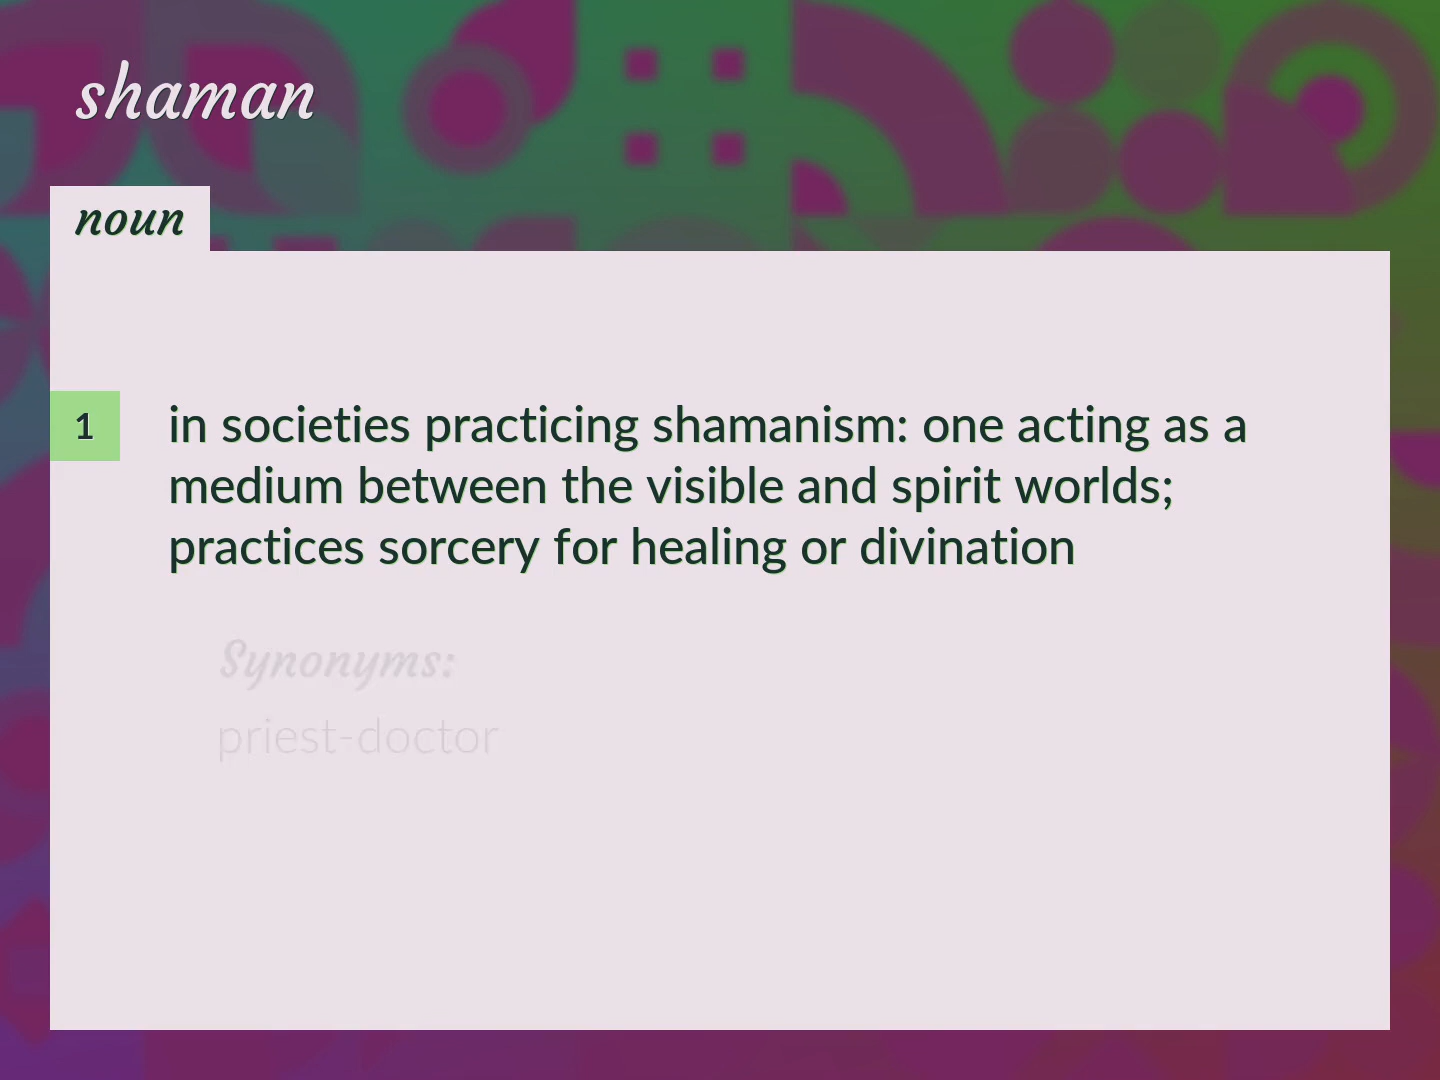 shaman
noun
1
in societies practicing shamanism: one acting as a
medium between the visible and spirit worlds;
practices sorcery for healing or divination
Synonyms:
priest-doctor